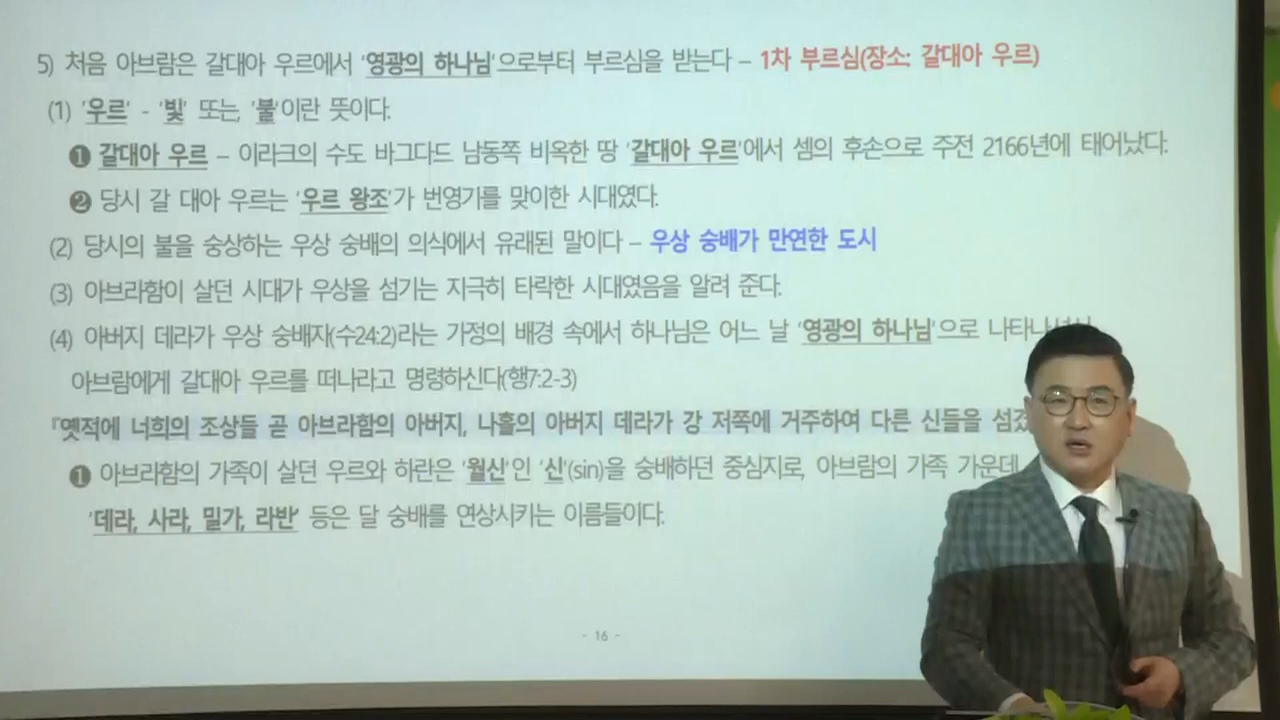 5) 처음 아브람은 갈대아 우르에서 '영광의 하나님'으로부터 부르심을 받는다 – 1차 부르심(장소: 갈대아 우르)
(1) '우르' - '빛' 또는, '불'이란 뜻이다.
❶ 갈대아 우르 – 이라크의 수도 바그다드 남동쪽 비옥한 땅 '갈대아 우르'에서 셈의 후손으로 주전 2166년에 태어났다.
❷ 당시 갈 대아 우르는 '우르 왕조'가 번영기를 맞이한 시대였다.
(2) 당시의 불을 숭상하는 우상 숭배의 의식에서 유래된 말이다 – 우상 숭배가 만연한 도시
(3) 아브라함이 살던 시대가 우상을 섬기는 지극히 타락한 시대였음을 알려 준다.
(4) 아버지 데라가 우상 숭배자(수24:2)라는 가정의 배경 속에서 하나님은 어느 날 '영광의 하나님'으로
아브람에게 갈대아 우르를 떠나라고 명령하신다(행7:2-3)
『옛적에 너희의 조상들 곧 아브라함의 아버지, 나홀의 아버지 데라가 강 저쪽에 거주하여 다른 신들을
❶ 아브라함의 가족이 살던 우르와 하란은 '월신'인 '신'(sin)을 숭배하던 중심지로, 아브람의 가족 가운데
'데라, 사라, 밀가, 라반' 등은 달 숭배를 연상시키는 이름들이다.
- 16 -